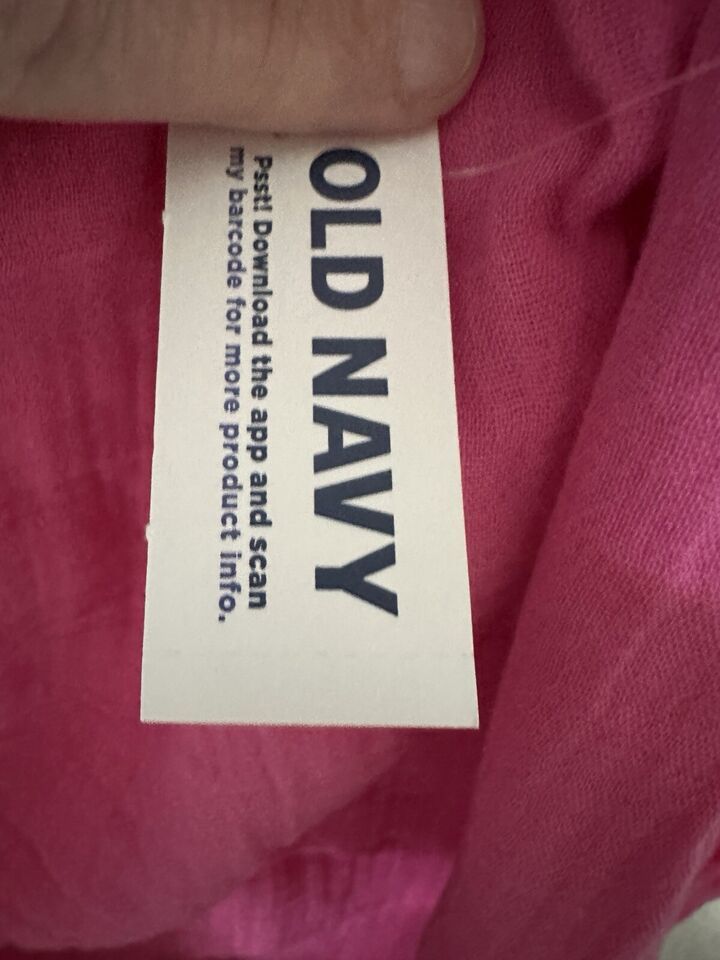 OLD NAVY
Psst! Download the app and scan
my barcode for more product info.